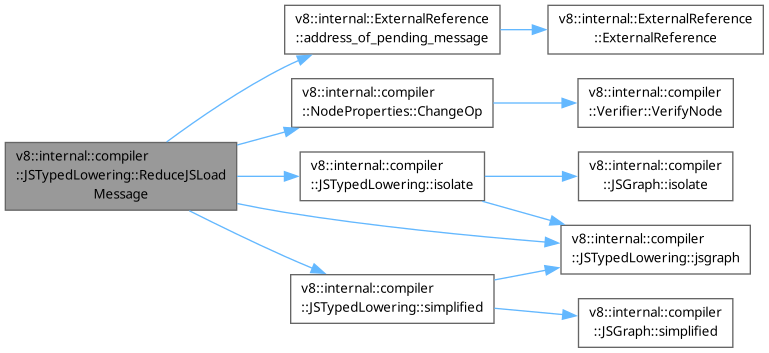 v8::internal::compiler
::JSTypedLowering::ReduceJSLoad
Message
v8::internal::ExternalReference
::address_of_pending_message
v8::internal::ExternalReference
::ExternalReference
v8::internal::compiler
::NodeProperties::ChangeOp
v8::internal::compiler
::Verifier::VerifyNode
v8::internal::compiler
::JSTypedLowering::isolate
v8::internal::compiler
::JSGraph::isolate
v8::internal::compiler
::JSTypedLowering::jsgraph
v8::internal::compiler
::JSTypedLowering::simplified
v8::internal::compiler
::JSGraph::simplified